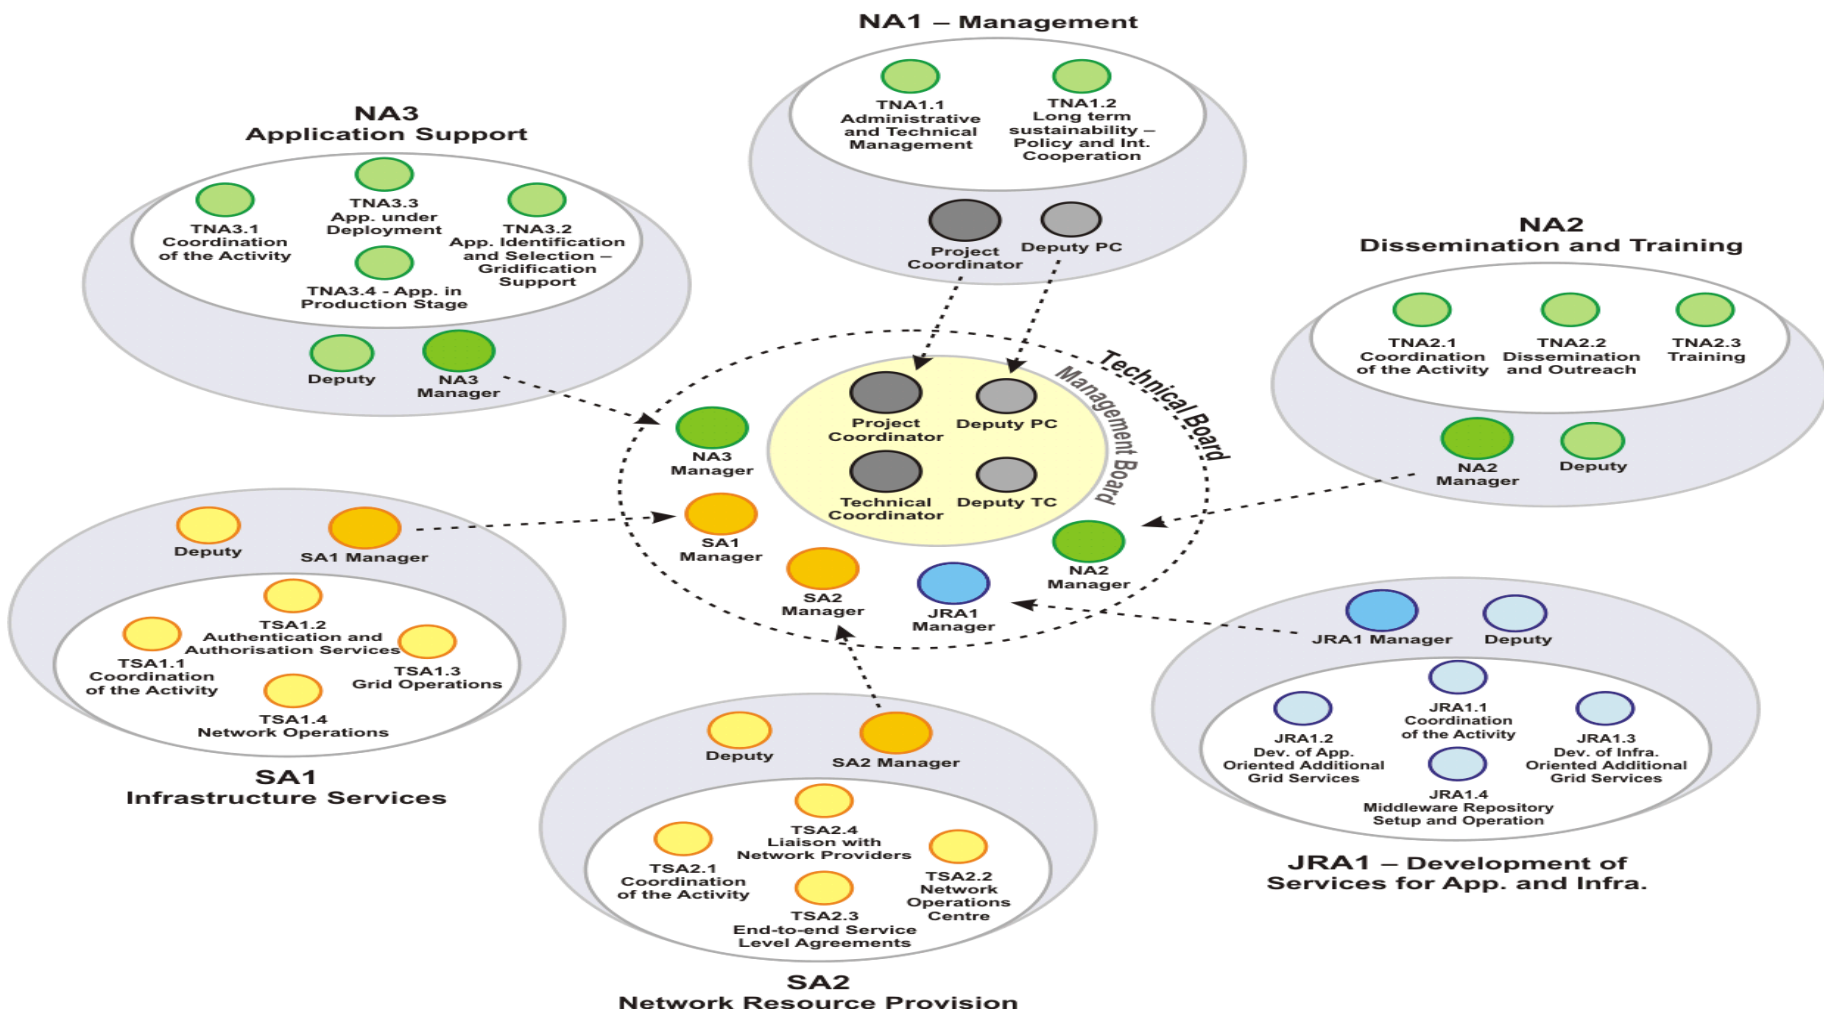 NA1 – Management
TNA1.1
Administrative
and Technical
Management
TNA1.2
Long term
sustainability –
Policy and Int.
Cooperation
Project
Coordinator
Deputy PC
NA3
Application Support
TNA3.1
Coordination
of the Activity
TNA3.3
App. under
Deployment
TNA3.2
App. Identification
and Selection –
Gridification
Support
TNA3.4 - App. in
Production Stage
Deputy
NA3
Manager
NA2
Dissemination and Training
TNA2.1
Coordination
of the Activity
TNA2.2
Dissemination
and Outreach
TNA2.3
Training
NA2
Manager
Deputy
Technical Board
Management Board
Project
Coordinator
Deputy PC
Technical
Coordinator
Deputy TC
NA3
Manager
SA1
Manager
SA2
Manager
JRA1
Manager
NA2
Manager
Deputy
SA1 Manager
TSA1.2
Authentication and
Authorisation Services
TSA1.1
Coordination
of the Activity
TSA1.3
Grid Operations
TSA1.4
Network Operations
SA1
Infrastructure Services
Deputy
SA2 Manager
TSA2.4
Liaison with
Network Providers
TSA2.1
Coordination
of the Activity
TSA2.2
Network
Operations
Centre
TSA2.3
End-to-end Service
Level Agreements
SA2
Network Resource Provision
JRA1 Manager
Deputy
JRA1.1
Coordination
of the Activity
JRA1.2
Dev. of App.
Oriented Additional
Grid Services
JRA1.3
Dev. of Infra.
Oriented Additional
Grid Services
JRA1.4
Middleware Repository
Setup and Operation
JRA1 – Development of
Services for App. and Infra.